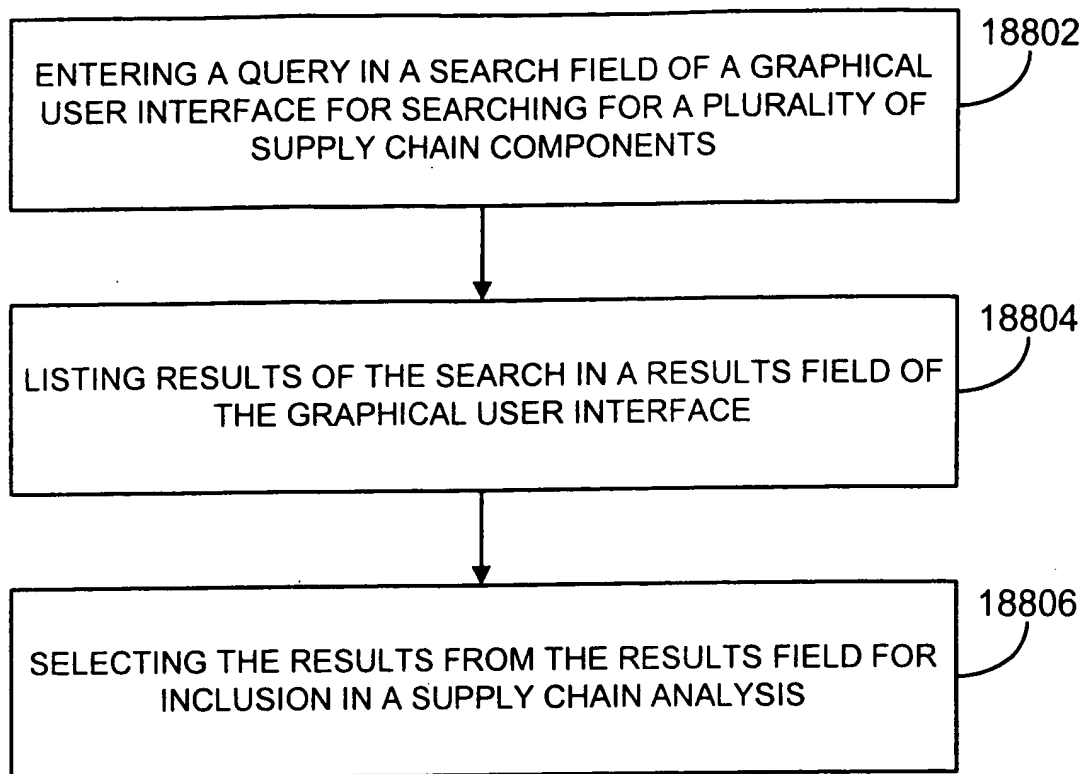 18802
ENTERING A QUERY IN A SEARCH FIELD OF A GRAPHICAL
USER INTERFACE FOR SEARCHING FOR A PLURALITY OF
SUPPLY CHAIN COMPONENTS
18804
LISTING RESULTS OF THE SEARCH IN A RESULTS FIELD OF
THE GRAPHICAL USER INTERFACE
18806
SELECTING THE RESULTS FROM THE RESULTS FIELD FOR
INCLUSION IN A SUPPLY CHAIN ANALYSIS